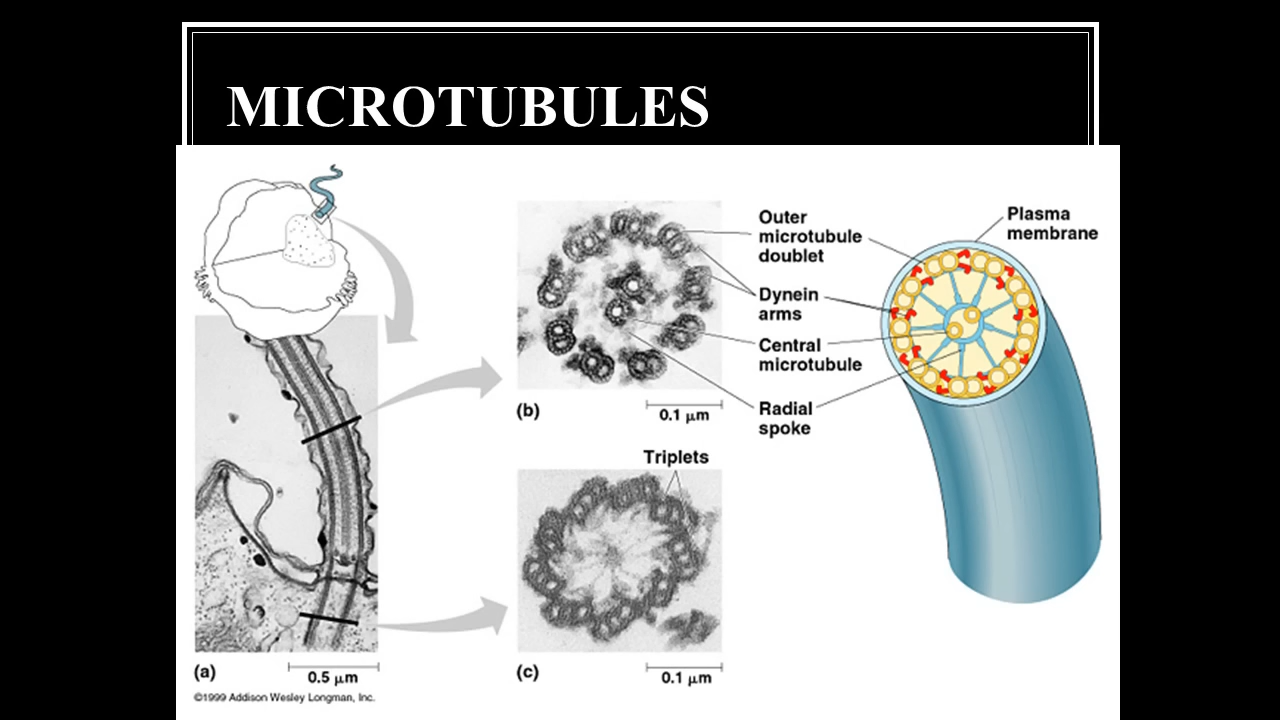 MICROTUBULES
Outer
microtubule
doublet
Plasma
membrane
Dynein
arms
Central
microtubule
Radial
spoke
(b)
0.1 μm
Triplets
(a)
0.5 μm
(c)
0.1 μm
©1999 Addison Wesley Longman, Inc.